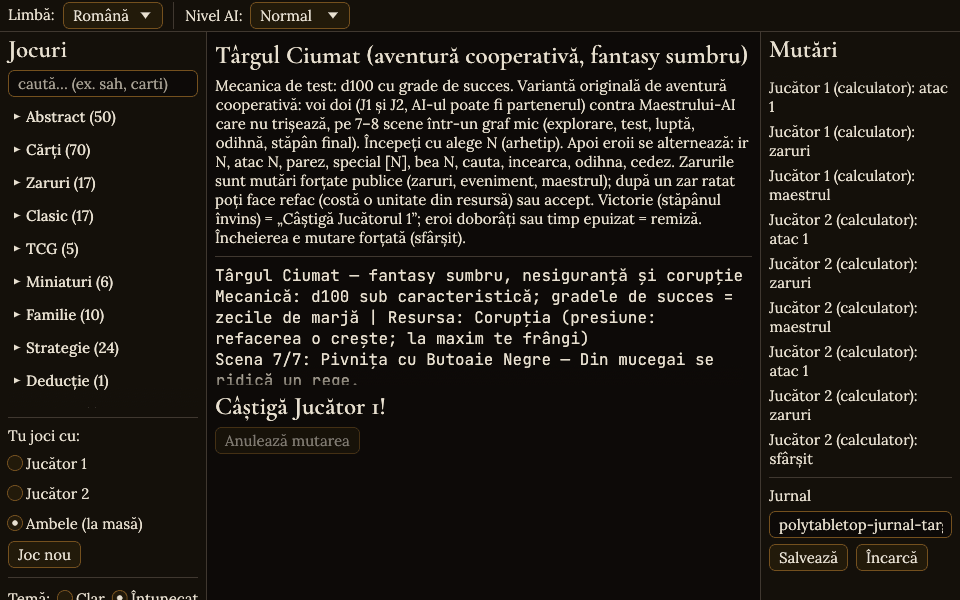 Limbă: Română Nivel AI: Normal
Jocuri
caută... (ex. sah, carti)
Abstract (50)
Cărți (70)
Zaruri (17)
Clasic (17)
TCG (5)
Miniaturi (6)
Familie (10)
Strategie (24)
Deducție (1)
Tu joci cu:
Jucător 1
Jucător 2
Ambele (la masă)
Joc nou
Temă: Clar Întunecat
Târgul Ciumat (aventură cooperativă, fantasy sumbru)
Mecanica de test: d100 cu grade de succes. Variantă originală de aventură
cooperativă: voi doi (J1 și J2, AI-ul poate fi partenerul) contra Maestrului-AI
care nu trișează, pe 7–8 scene într-un graf mic (explorare, test, luptă,
odihnă, stăpân final). Începeți cu alege N (arhetip). Apoi eroii se alternează: ir
N, atac N, parez, special [N], bea N, cauta, incearca, odihna, cedez. Zarurile
sunt mutări forțate publice (zaruri, eveniment, maestrul); după un zar ratat
poți face refac (costă o unitate din resursă) sau accept. Victorie (stăpânul
învins) = „Câștigă Jucătorul 1”; eroi doborâți sau timp epuizat = remiză.
Încheierea e mutare forțată (sfârșit).
Târgul Ciumat — fantasy sumbru, nesiguranță și corupție
Mecanică: d100 sub caracteristică; gradele de succes =
zecile de marjă | Resursa: Corupția (presiune:
refacerea o crește; la maxim te frângi)
Scena 7/7: Pivnița cu Butoaie Negre — Din mucegai se
ridică un rege.
Câștigă Jucător 1!
Anulează mutarea
Mutări
Jucător 1 (calculator): atac
1
Jucător 1 (calculator):
zaruri
Jucător 1 (calculator):
maestrul
Jucător 2 (calculator):
atac 1
Jucător 2 (calculator):
zaruri
Jucător 2 (calculator):
maestrul
Jucător 2 (calculator):
atac 1
Jucător 2 (calculator):
zaruri
Jucător 2 (calculator):
sfârșit
Jurnal
polytabletop-jurnal-tar
Salvează Încarcă